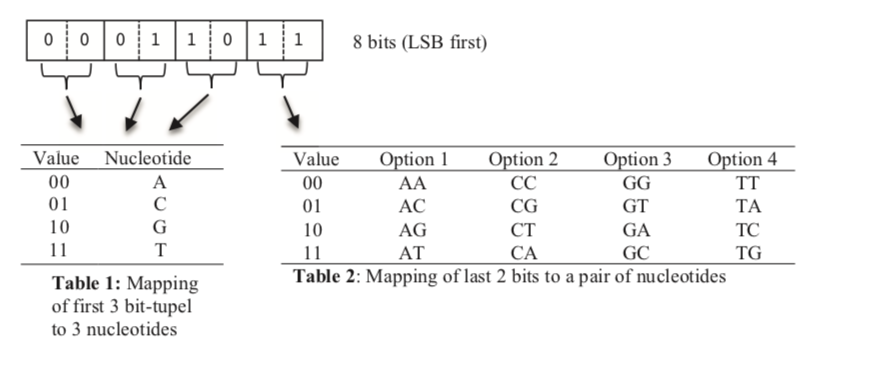 0 0 0 1 1 0 1 1 8 bits (LSB first)
Value Nucleotide
00 A
01 C
10 G
11 T
Table 1: Mapping
of first 3 bit-tupel
to 3 nucleotides
Value Option 1 Option 2 Option 3 Option 4
00 AA CC GG TT
01 AC CG GT TA
10 AG CT GA TC
11 AT CA GC TG
Table 2: Mapping of last 2 bits to a pair of nucleotides